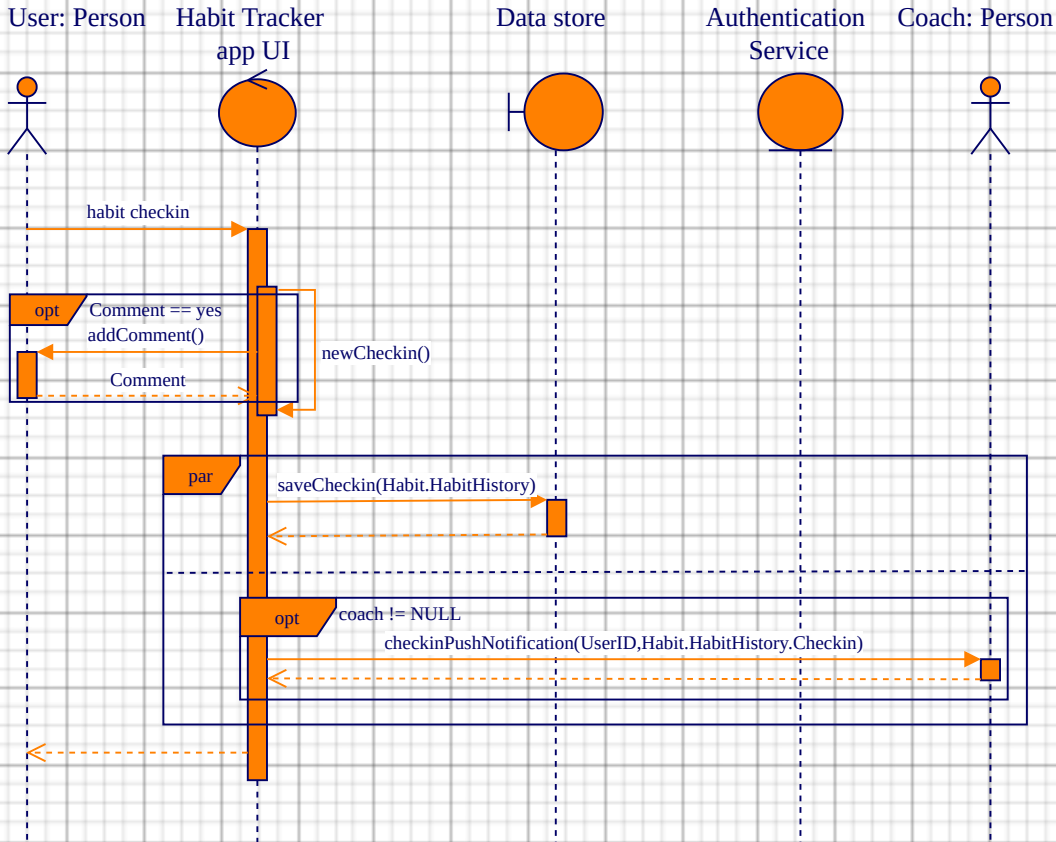 User: Person
Habit Tracker
app UI
Data store
Authentication
Service
Coach: Person
habit checkin
opt
Comment == yes
addComment()
newCheckin()
Comment
par
saveCheckin(Habit.HabitHistory)
opt
coach != NULL
checkinPushNotification(UserID,Habit.HabitHistory.Checkin)